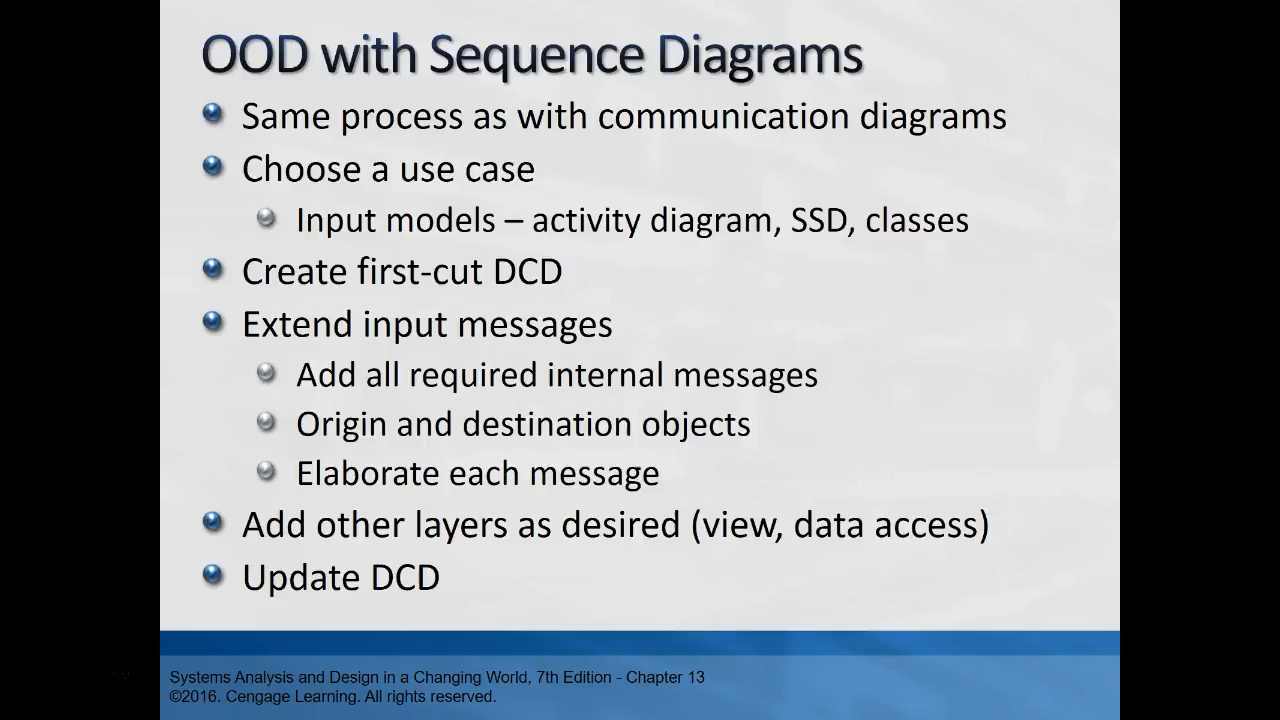 OOD with Sequence Diagrams
Same process as with communication diagrams
Choose a use case
Input models – activity diagram, SSD, classes
Create first-cut DCD
Extend input messages
Add all required internal messages
Origin and destination objects
Elaborate each message
Add other layers as desired (view, data access)
Update DCD
Systems Analysis and Design in a Changing World, 7th Edition - Chapter 13
©2016. Cengage Learning. All rights reserved.